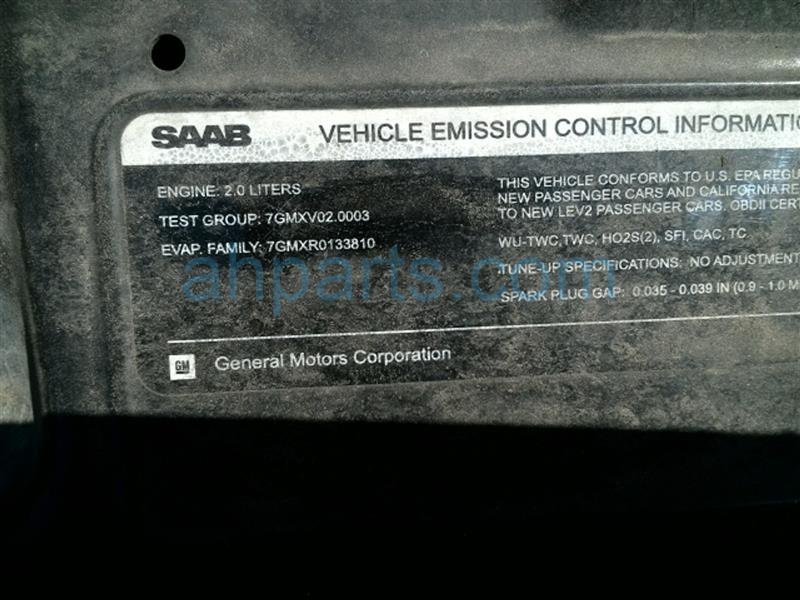 SAAB VEHICLE EMISSION CONTROL INFORMATIO
ENGINE: 2.0 LITERS
TEST GROUP: 7GMXV02.0003
EVAP. FAMILY: 7GMXR0133810
THIS VEHICLE CONFORMS TO U.S. EPA REGU
NEW PASSENGER CARS AND CALIFORNIA RE
TO NEW LEV2 PASSENGER CARS. OBDII CERT
WU-TWC,TWC, HO2S(2), SFI, CAC, TC
TUNE-UP SPECIFICATIONS: NO ADJUSTMENT
SPARK PLUG GAP: 0.035 - 0.039 IN (0.9 - 1.0 M
ahparts.com
GM General Motors Corporation